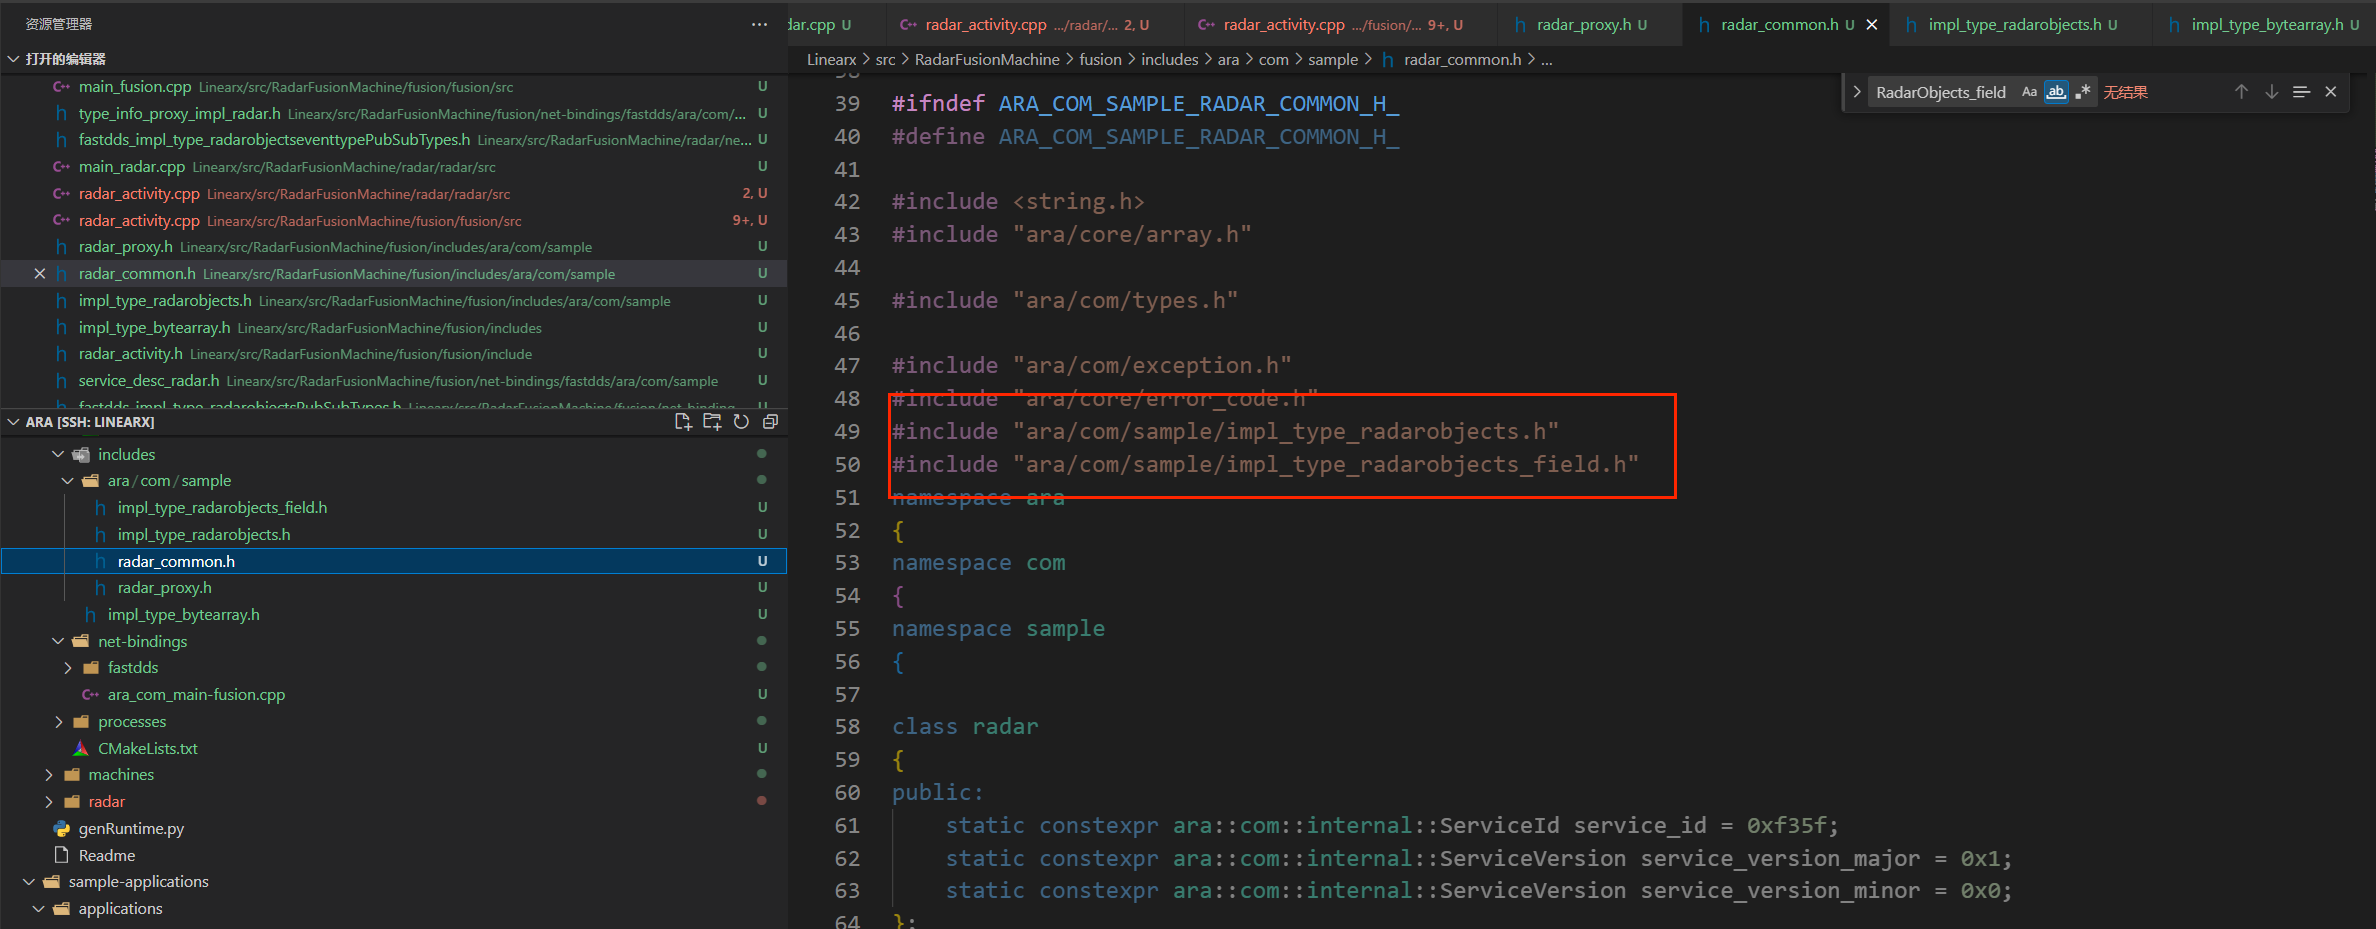 资源管理器
打开的编辑器
main_fusion.cpp Linearx/src/RadarFusionMachine/fusion/fusion/src U
type_info_proxy_impl_radar.h Linearx/src/RadarFusionMachine/fusion/net-bindings/fastdds/ara/com/... U
fastdds_impl_type_radarobjectseventtypePubSubTypes.h Linearx/src/RadarFusionMachine/radar/ne... U
main_radar.cpp Linearx/src/RadarFusionMachine/radar/radar/src U
radar_activity.cpp Linearx/src/RadarFusionMachine/radar/radar/src 2, U
radar_activity.cpp Linearx/src/RadarFusionMachine/fusion/fusion/src 9+, U
radar_proxy.h Linearx/src/RadarFusionMachine/fusion/includes/ara/com/sample U
radar_common.h Linearx/src/RadarFusionMachine/fusion/includes/ara/com/sample U
impl_type_radarobjects.h Linearx/src/RadarFusionMachine/fusion/includes/ara/com/sample U
impl_type_bytearray.h Linearx/src/RadarFusionMachine/fusion/includes U
radar_activity.h Linearx/src/RadarFusionMachine/fusion/fusion/include U
service_desc_radar.h Linearx/src/RadarFusionMachine/fusion/net-bindings/fastdds/ara/com/sample U
fastdds_impl_type_radarobjectsPubSubTypes.h Linearx/src/RadarFusionMachine/fusion/net-binding... U
ARA [SSH: LINEARX]
includes
ara/com/sample
impl_type_radarobjects_field.h U
impl_type_radarobjects.h U
radar_common.h U
radar_proxy.h U
impl_type_bytearray.h U
net-bindings
fastdds
ara_com_main-fusion.cpp U
processes
CMakeLists.txt U
machines
radar
genRuntime.py
Readme
sample-applications
applications
dar.cpp U
radar_activity.cpp .../radar/... 2, U
radar_activity.cpp .../fusion/... 9+, U
radar_proxy.h U
radar_common.h U
impl_type_radarobjects.h U
impl_type_bytearray.h U
Linearx > src > RadarFusionMachine > fusion > includes > ara > com > sample > radar_common.h > ...
RadarObjects_field Aa ab 无结果
38
39 #ifndef ARA_COM_SAMPLE_RADAR_COMMON_H_
40 #define ARA_COM_SAMPLE_RADAR_COMMON_H_
41
42 #include <string.h>
43 #include "ara/core/array.h"
44
45 #include "ara/com/types.h"
46
47 #include "ara/com/exception.h"
48 #include "ara/core/error_code.h"
49 #include "ara/com/sample/impl_type_radarobjects.h"
50 #include "ara/com/sample/impl_type_radarobjects_field.h"
51 namespace ara
52 {
53 namespace com
54 {
55 namespace sample
56 {
57
58 class radar
59 {
60 public:
61 static constexpr ara::com::internal::ServiceId service_id = 0xf35f;
62 static constexpr ara::com::internal::ServiceVersion service_version_major = 0x1;
63 static constexpr ara::com::internal::ServiceVersion service_version_minor = 0x0;
64 };